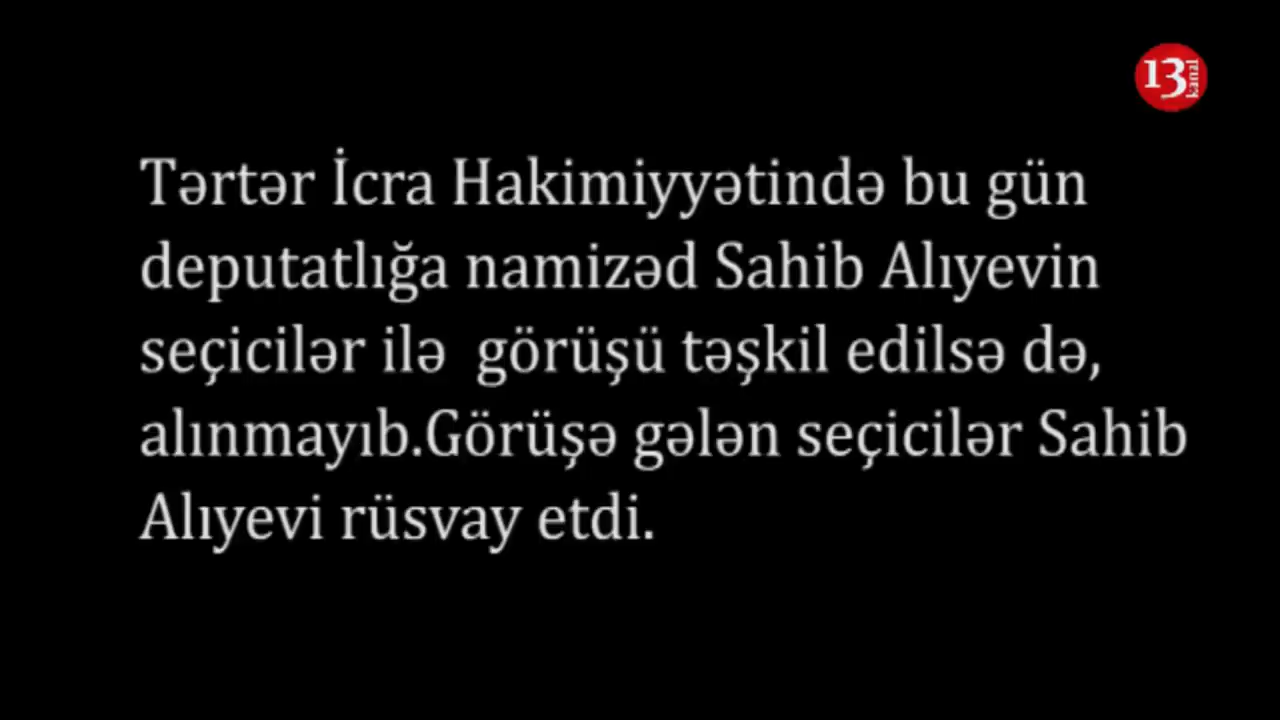 13 kanal
Tərtər İcra Hakimiyyətində bu gün
deputatlığa namizəd Sahib Alıyevin
seçicilər ilə  görüşü təşkil edilsə də,
alınmayıb.Görüşə gələn seçicilər Sahib
Alıyevi rüsvay etdi.